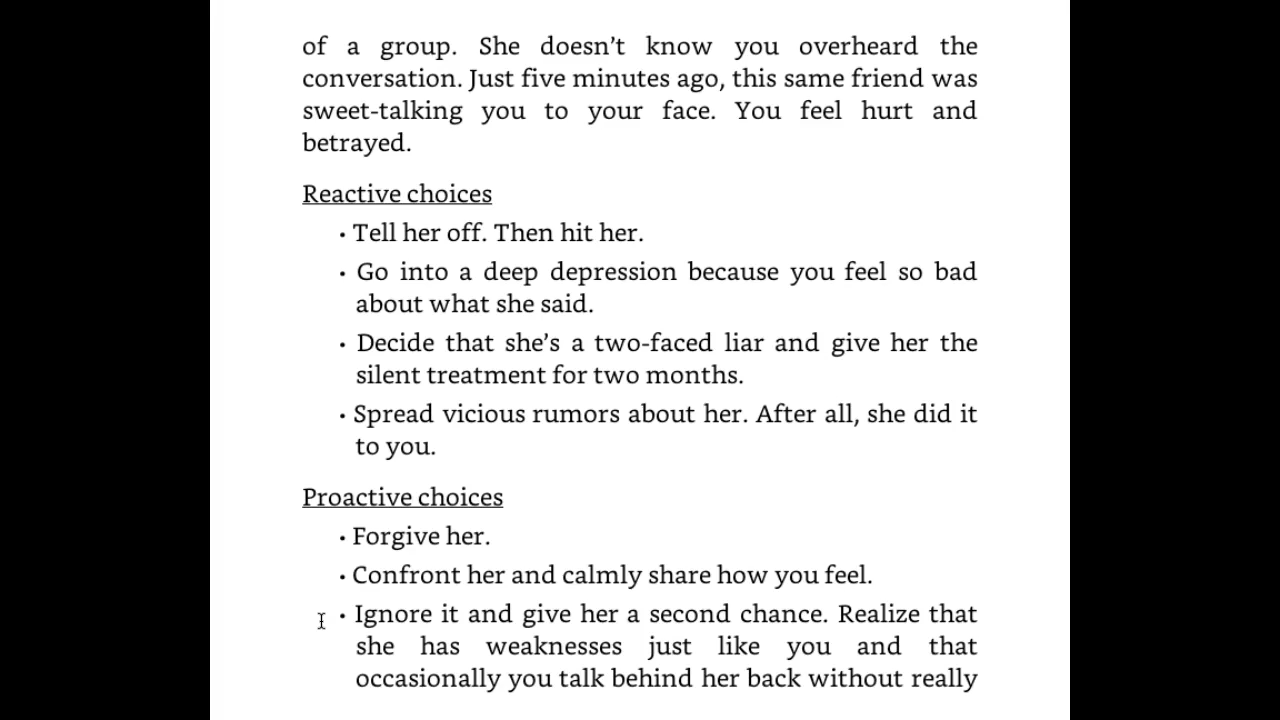 of a group. She doesn’t know you overheard the
conversation. Just five minutes ago, this same friend was
sweet-talking you to your face. You feel hurt and
betrayed.
Reactive choices
• Tell her off. Then hit her.
• Go into a deep depression because you feel so bad
about what she said.
• Decide that she’s a two-faced liar and give her the
silent treatment for two months.
• Spread vicious rumors about her. After all, she did it
to you.
Proactive choices
• Forgive her.
• Confront her and calmly share how you feel.
• Ignore it and give her a second chance. Realize that
she has weaknesses just like you and that
occasionally you talk behind her back without really